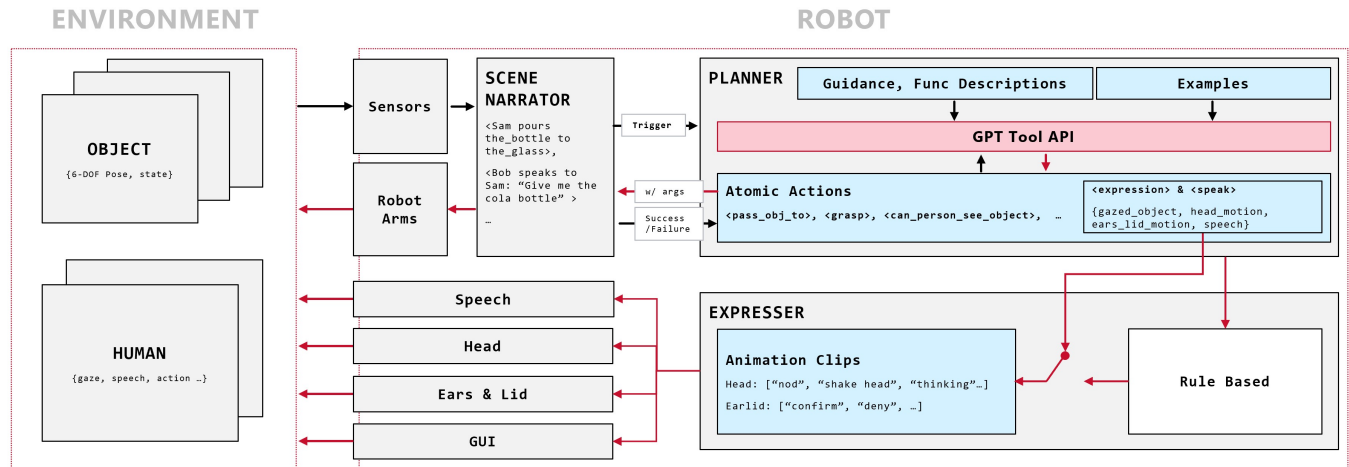 ENVIRONMENT
ROBOT
OBJECT
{6-DOF Pose, state}
HUMAN
{gaze, speech, action …}
Sensors
Robot
Arms
SCENE
NARRATOR
<Sam pours
the_bottle to
the_glass>,
<Bob speaks to
Sam: “Give me the
cola bottle” >
…
Trigger
w/ args
Success
/Failure
PLANNER
Guidance, Func Descriptions
Examples
GPT Tool API
Atomic Actions
<pass_obj_to>, <grasp>, <can_person_see_object>, …
<expression> & <speak>
{gazed_object, head_motion,
ears_lid_motion, speech}
Speech
Head
Ears & Lid
GUI
EXPRESSER
Animation Clips
Head: [“nod”, “shake head”, “thinking”…]
Earlid: [“confirm”, “deny”, …]
Rule Based